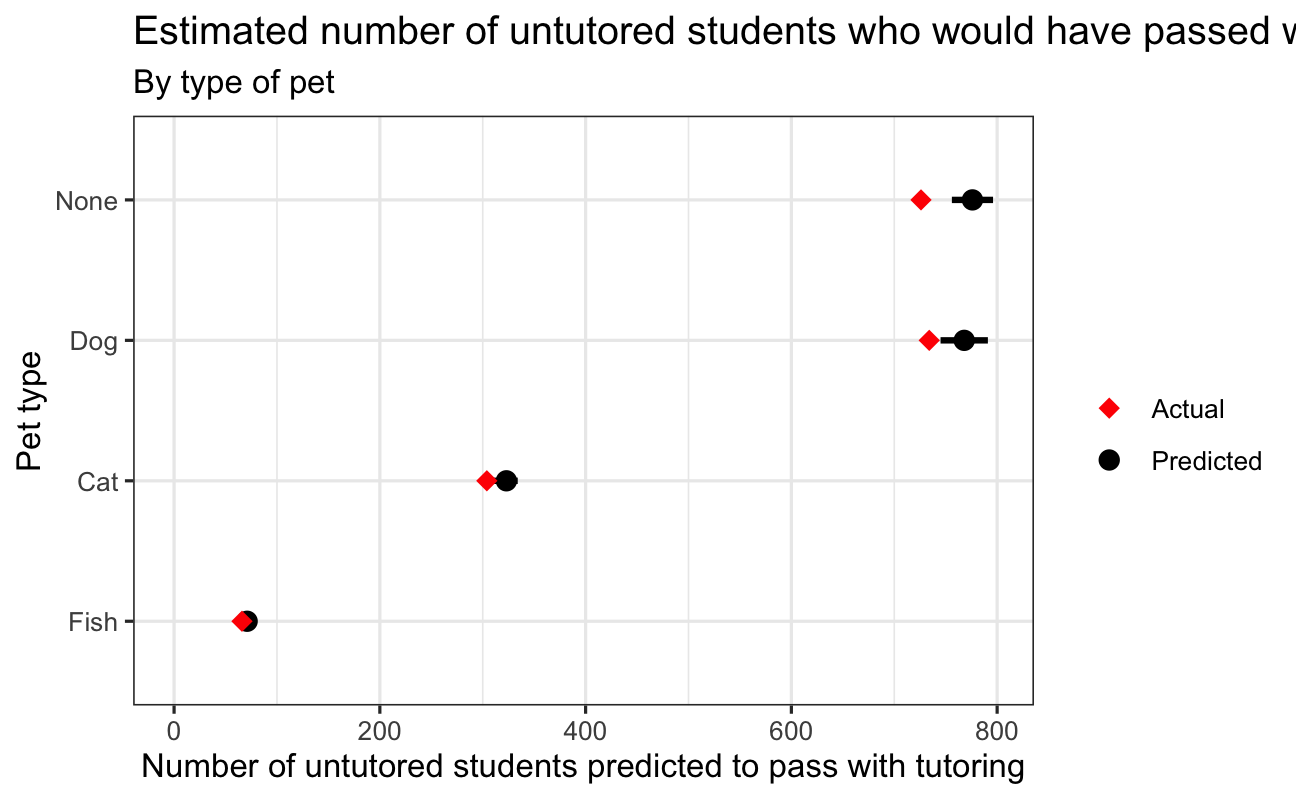 Estimated number of untutored students who would have passed
By type of pet
None
Dog
Cat
Fish
Pet type
0 200 400 600 800
Number of untutored students predicted to pass with tutoring
Actual
Predicted